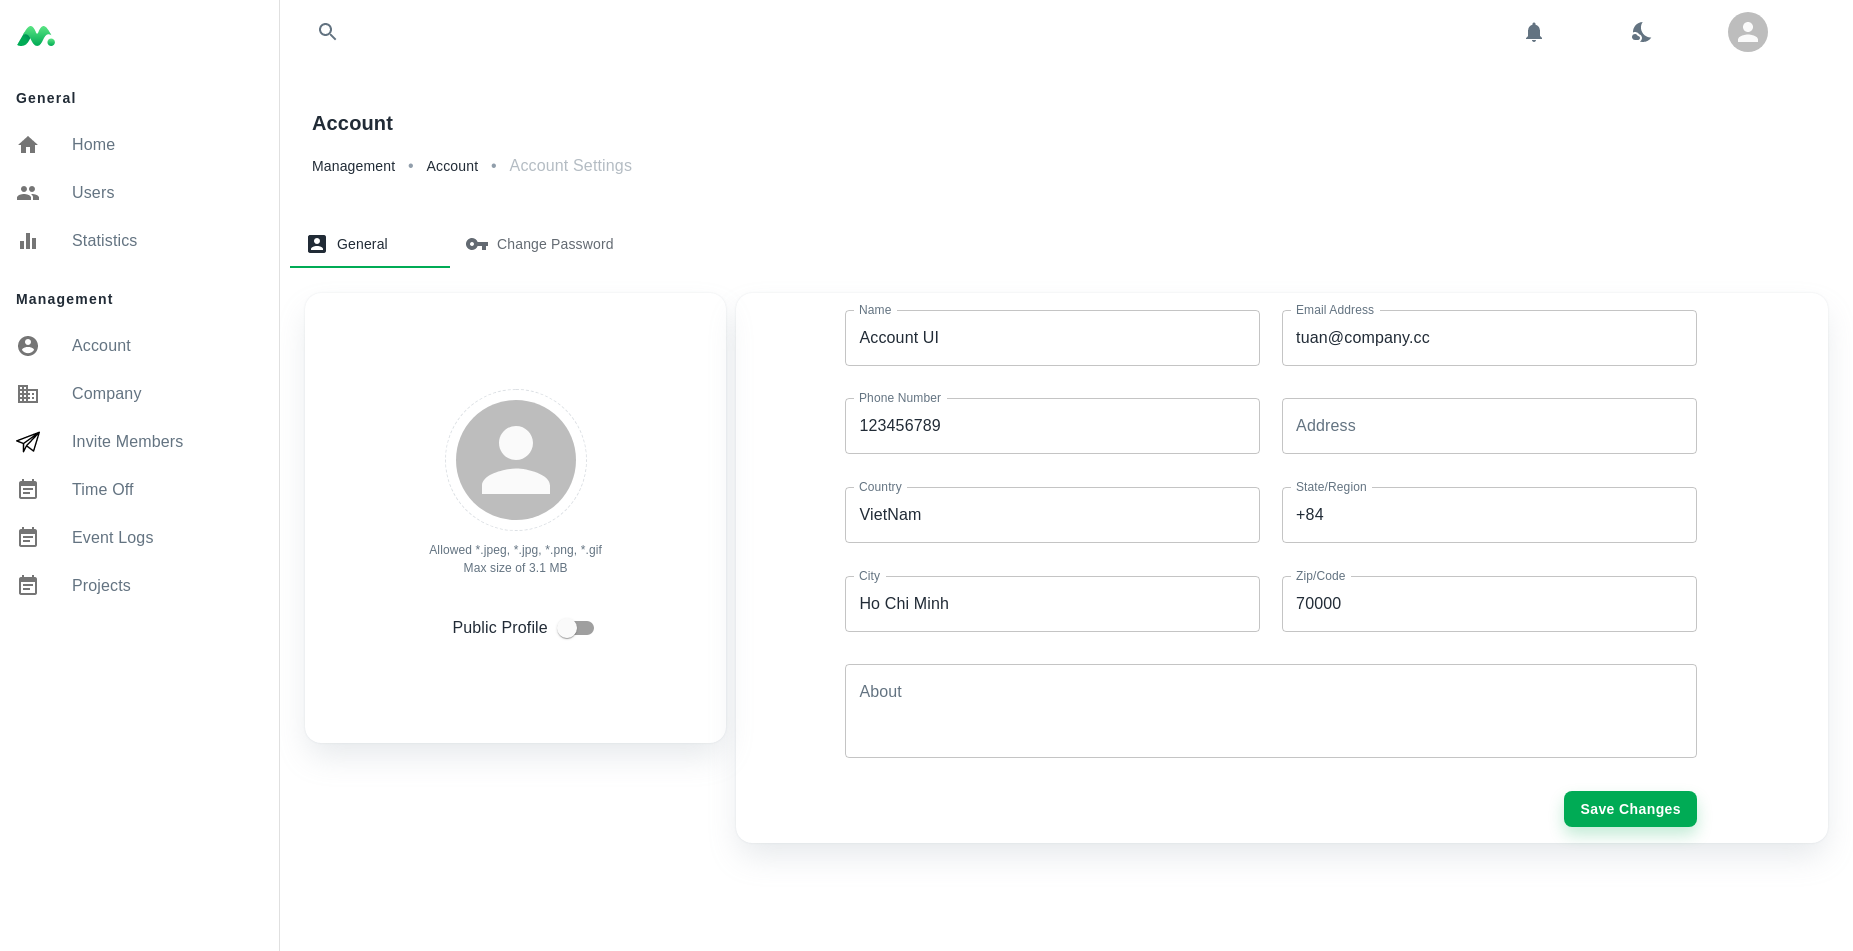 General
Home
Users
Statistics
Management
Account
Company
Invite Members
Time Off
Event Logs
Projects
Account
Management • Account • Account Settings
General
Change Password
Allowed *.jpeg, *.jpg, *.png, *.gif
Max size of 3.1 MB
Public Profile
Name
Account UI
Email Address
tuan@company.cc
Phone Number
123456789
Address
Country
VietNam
State/Region
+84
City
Ho Chi Minh
Zip/Code
70000
About
Save Changes